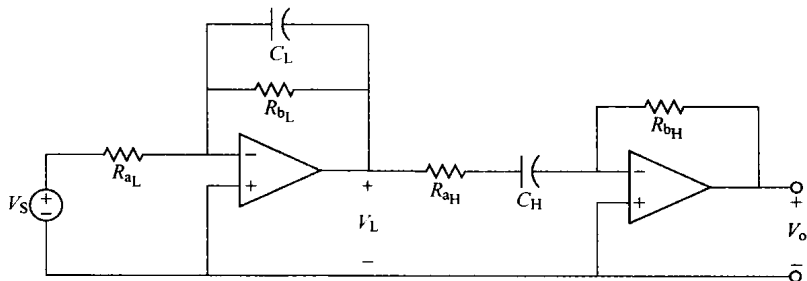 C_L
R_bL
R_bH
R_aL
R_aH
C_H
V_S
V_L
V_o
+
−
−
+
+
−
−
+
+
−